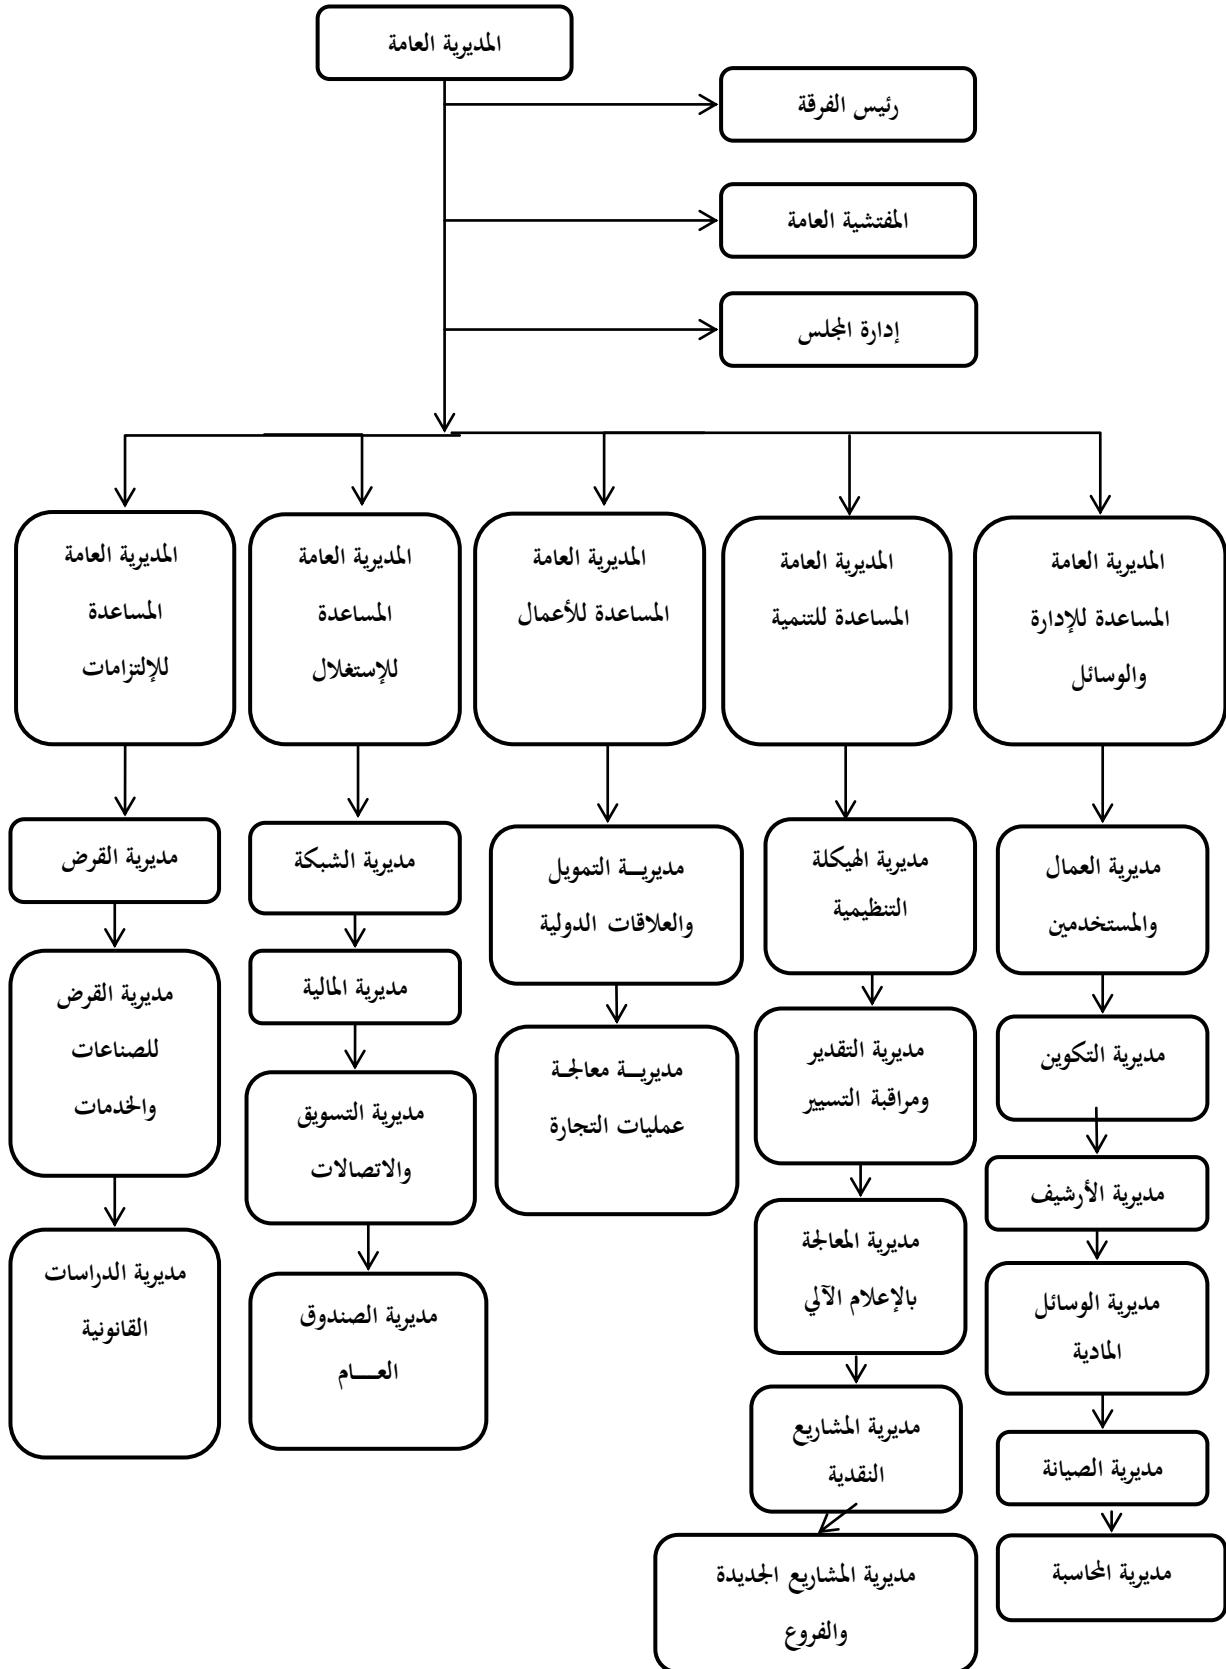 المديرية العامة
رئيس الفرقة
المفتشية العامة
إدارة المجلس
المديرية العامة
المساعدة للإدارة
والوسائل
المديرية العامة
المساعدة للتنمية
المديرية العامة
المساعدة للأعمال
المديرية العامة
المساعدة
للإستغلال
المديرية العامة
المساعدة
للإلتزامات
مديرية العمال
والمستخدمين
مديرية التكوين
مديرية الأرشيف
مديرية الوسائل
المادية
مديرية الصيانة
مديرية المحاسبة
مديرية الهيكلة
التنظيمية
مديرية التقدير
ومراقبة التسيير
مديرية المعالجة
بالإعلام الآلي
مديرية المشاريع
النقدية
مديرية المشاريع الجديدة
والفروع
مديريـــة التمويل
والعلاقات الدولية
مديريـــة معالجـة
عمليات التجارة
مديرية الشبكة
مديرية المالية
مديرية التسويق
والاتصالات
مديرية الصندوق
العــــام
مديرية القرض
مديرية القرض
للصناعات
والخدمات
مديرية الدراسات
القانونية